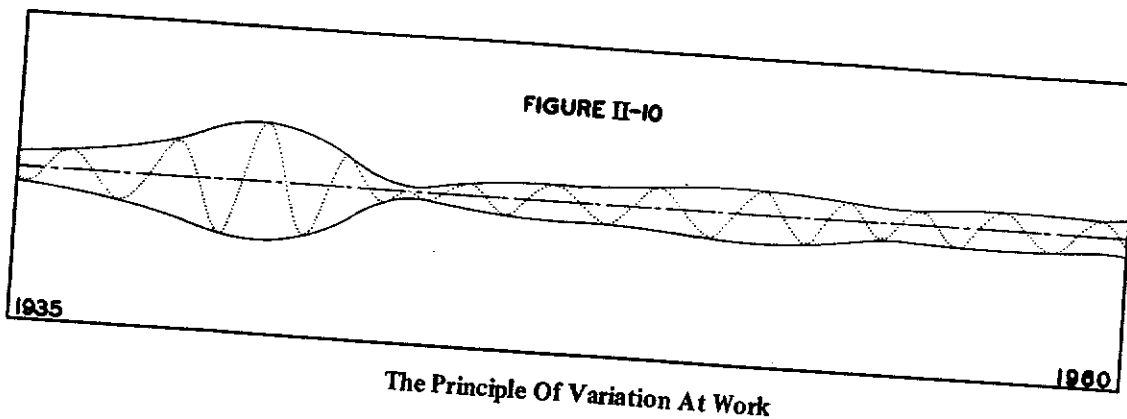 FIGURE II-10
1935
1960
The Principle Of Variation At Work